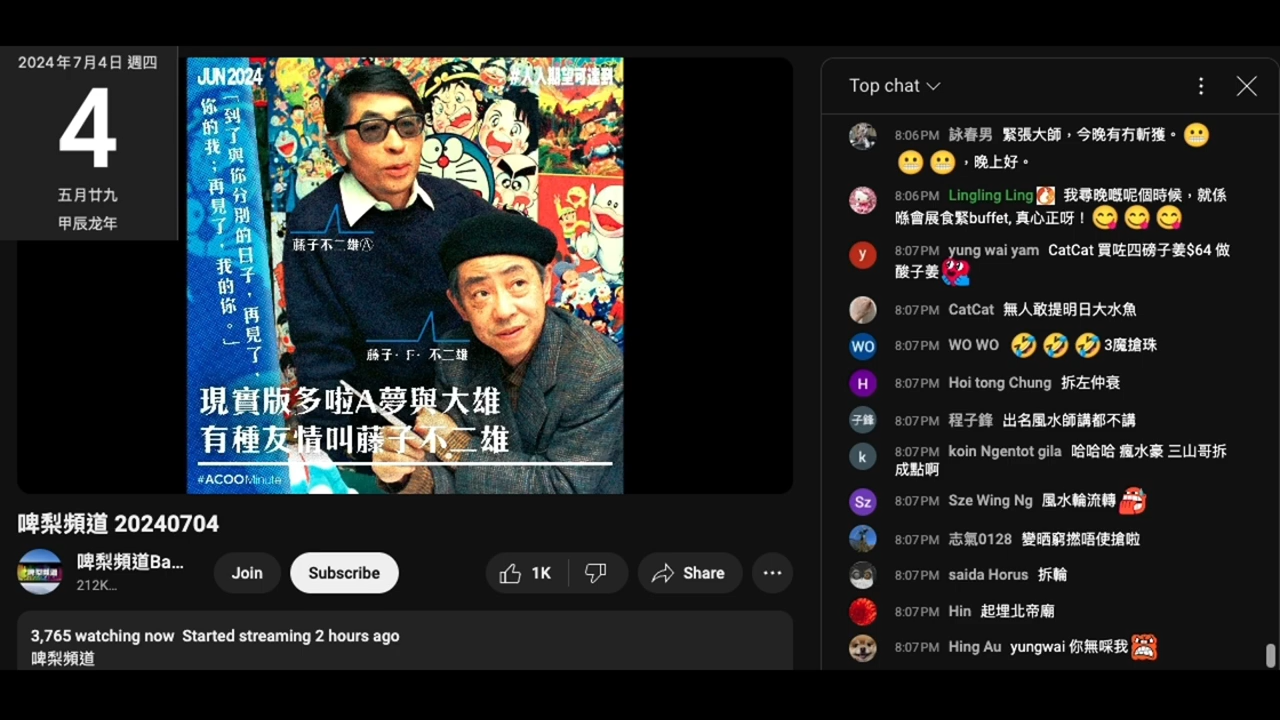 2024年7月4日 週四
4
五月廿九
甲辰龙年
JUN 2024
#人人期望可達到
「到了與你分別的日子，再見了，
你的我；再見了，我的你。」
藤子不二雄Ⓐ
藤子·F·不二雄
現實版多啦A夢與大雄
有種友情叫藤子不二雄
#ACOOMinute
啤梨頻道 20240704
啤梨頻道Ba...
212K...
Join
Subscribe
1K
Share
3,765 watching now Started streaming 2 hours ago
啤梨頻道
Top chat
8:06PM 詠春男 緊張大師，今晚有冇斬獲。😬
😬😬，晚上好。
8:06PM Lingling Ling 我尋晚嘅呢個時候，就係
喺會展食緊buffet, 真心正呀！😋😋😋
8:07PM yung wai yam CatCat 買咗四磅子姜$64 做
酸子姜
8:07PM CatCat 無人敢提明日大水魚
WO
8:07PM WO WO 🤣🤣🤣3魔搶珠
H
8:07PM Hoi tong Chung 拆左仲衰
子鋒
8:07PM 程子鋒 出名風水師講都不講
k
8:07PM koin Ngentot gila 哈哈哈 瘋水豪 三山哥拆
成點啊
Sz
8:07PM Sze Wing Ng 風水輪流轉
8:07PM 志氣0128 變晒窮撚唔使搶啦
8:07PM saida Horus 拆輪
8:07PM Hin 起埋北帝廟
8:07PM Hing Au yungwai 你無啋我